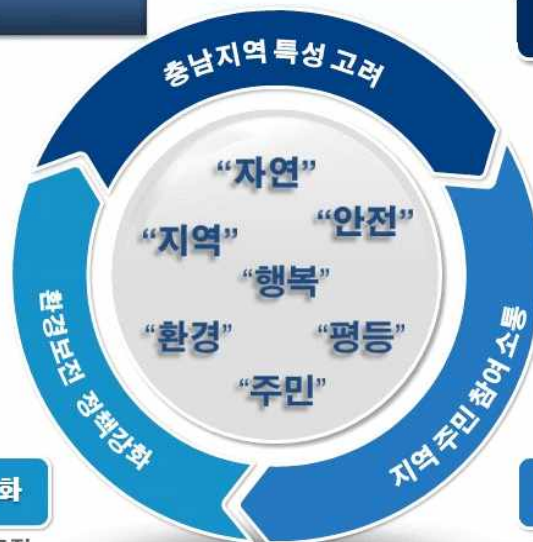 충남지역 특성 고려
“자연”
“지역” “안전”
“행복”
“환경” “평등”
“주민”
환경보전 정책강화
지역 주민 참여 소통
화